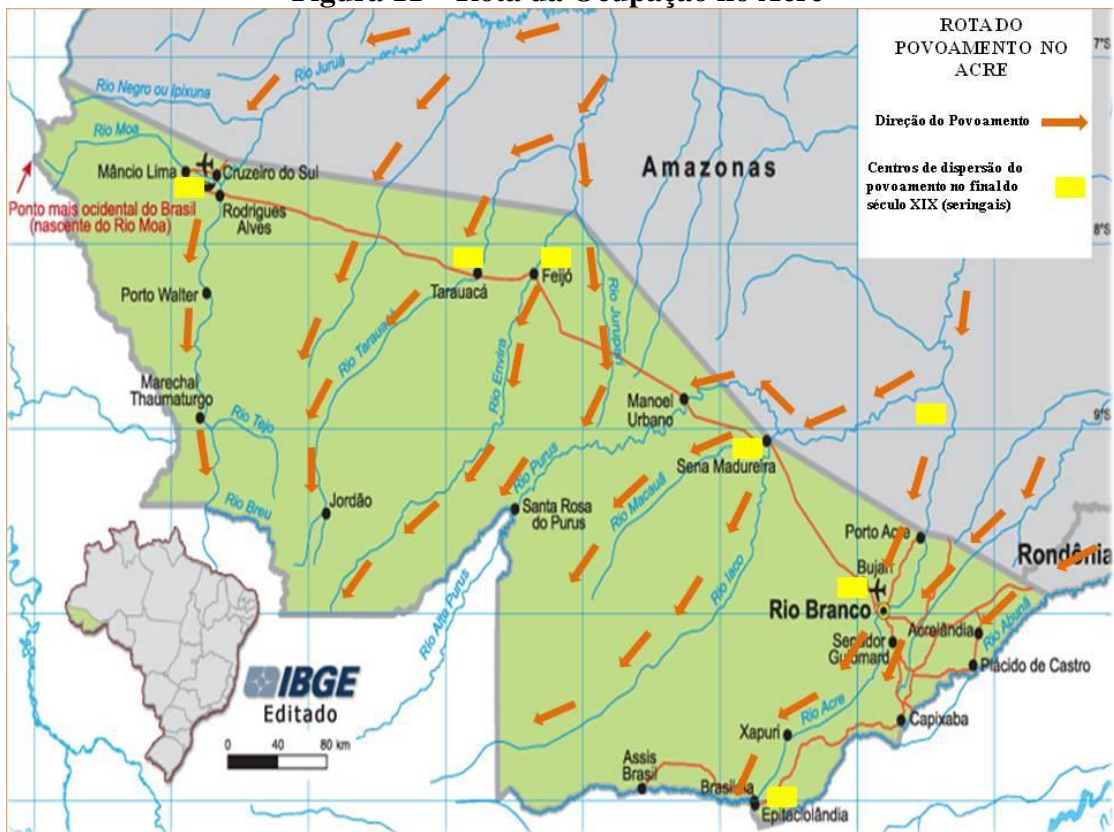 Figura 11 – Rota da Ocupação no Acre
ROTA DO
POVOAMENTO NO
ACRE
Direção do Povoamento
Centros de dispersão do
povoamento no final do
século XIX (seringais)
7°S
8°S
9°S
Amazonas
Rondônia
Rio Juruá
Rio Negro ou Ipixuna
Rio Moa
Mâncio Lima
Cruzeiro do Sul
Ponto mais ocidental do Brasil
(nascente do Rio Moa)
Rodrigues
Alves
Tarauacá
Feijó
Porto Walter
Rio Tarauacá
Rio Envira
Rio Jurupari
Marechal
Thaumaturgo
Rio Tejo
Manoel
Urbano
Sena Madureira
Rio Purus
Rio Macauã
Rio Breu
Jordão
Santa Rosa
do Purus
Rio Iaco
Porto Acre
Bujari
Rio Branco
Rio Alto Purus
Senador
Guiomard
Acrelândia
Rio Abunã
Plácido de Castro
Rio Acre
Capixaba
Xapuri
Assis
Brasil
Brasiléia
Epitaciolândia
IBGE
Editado
0 40 80 km